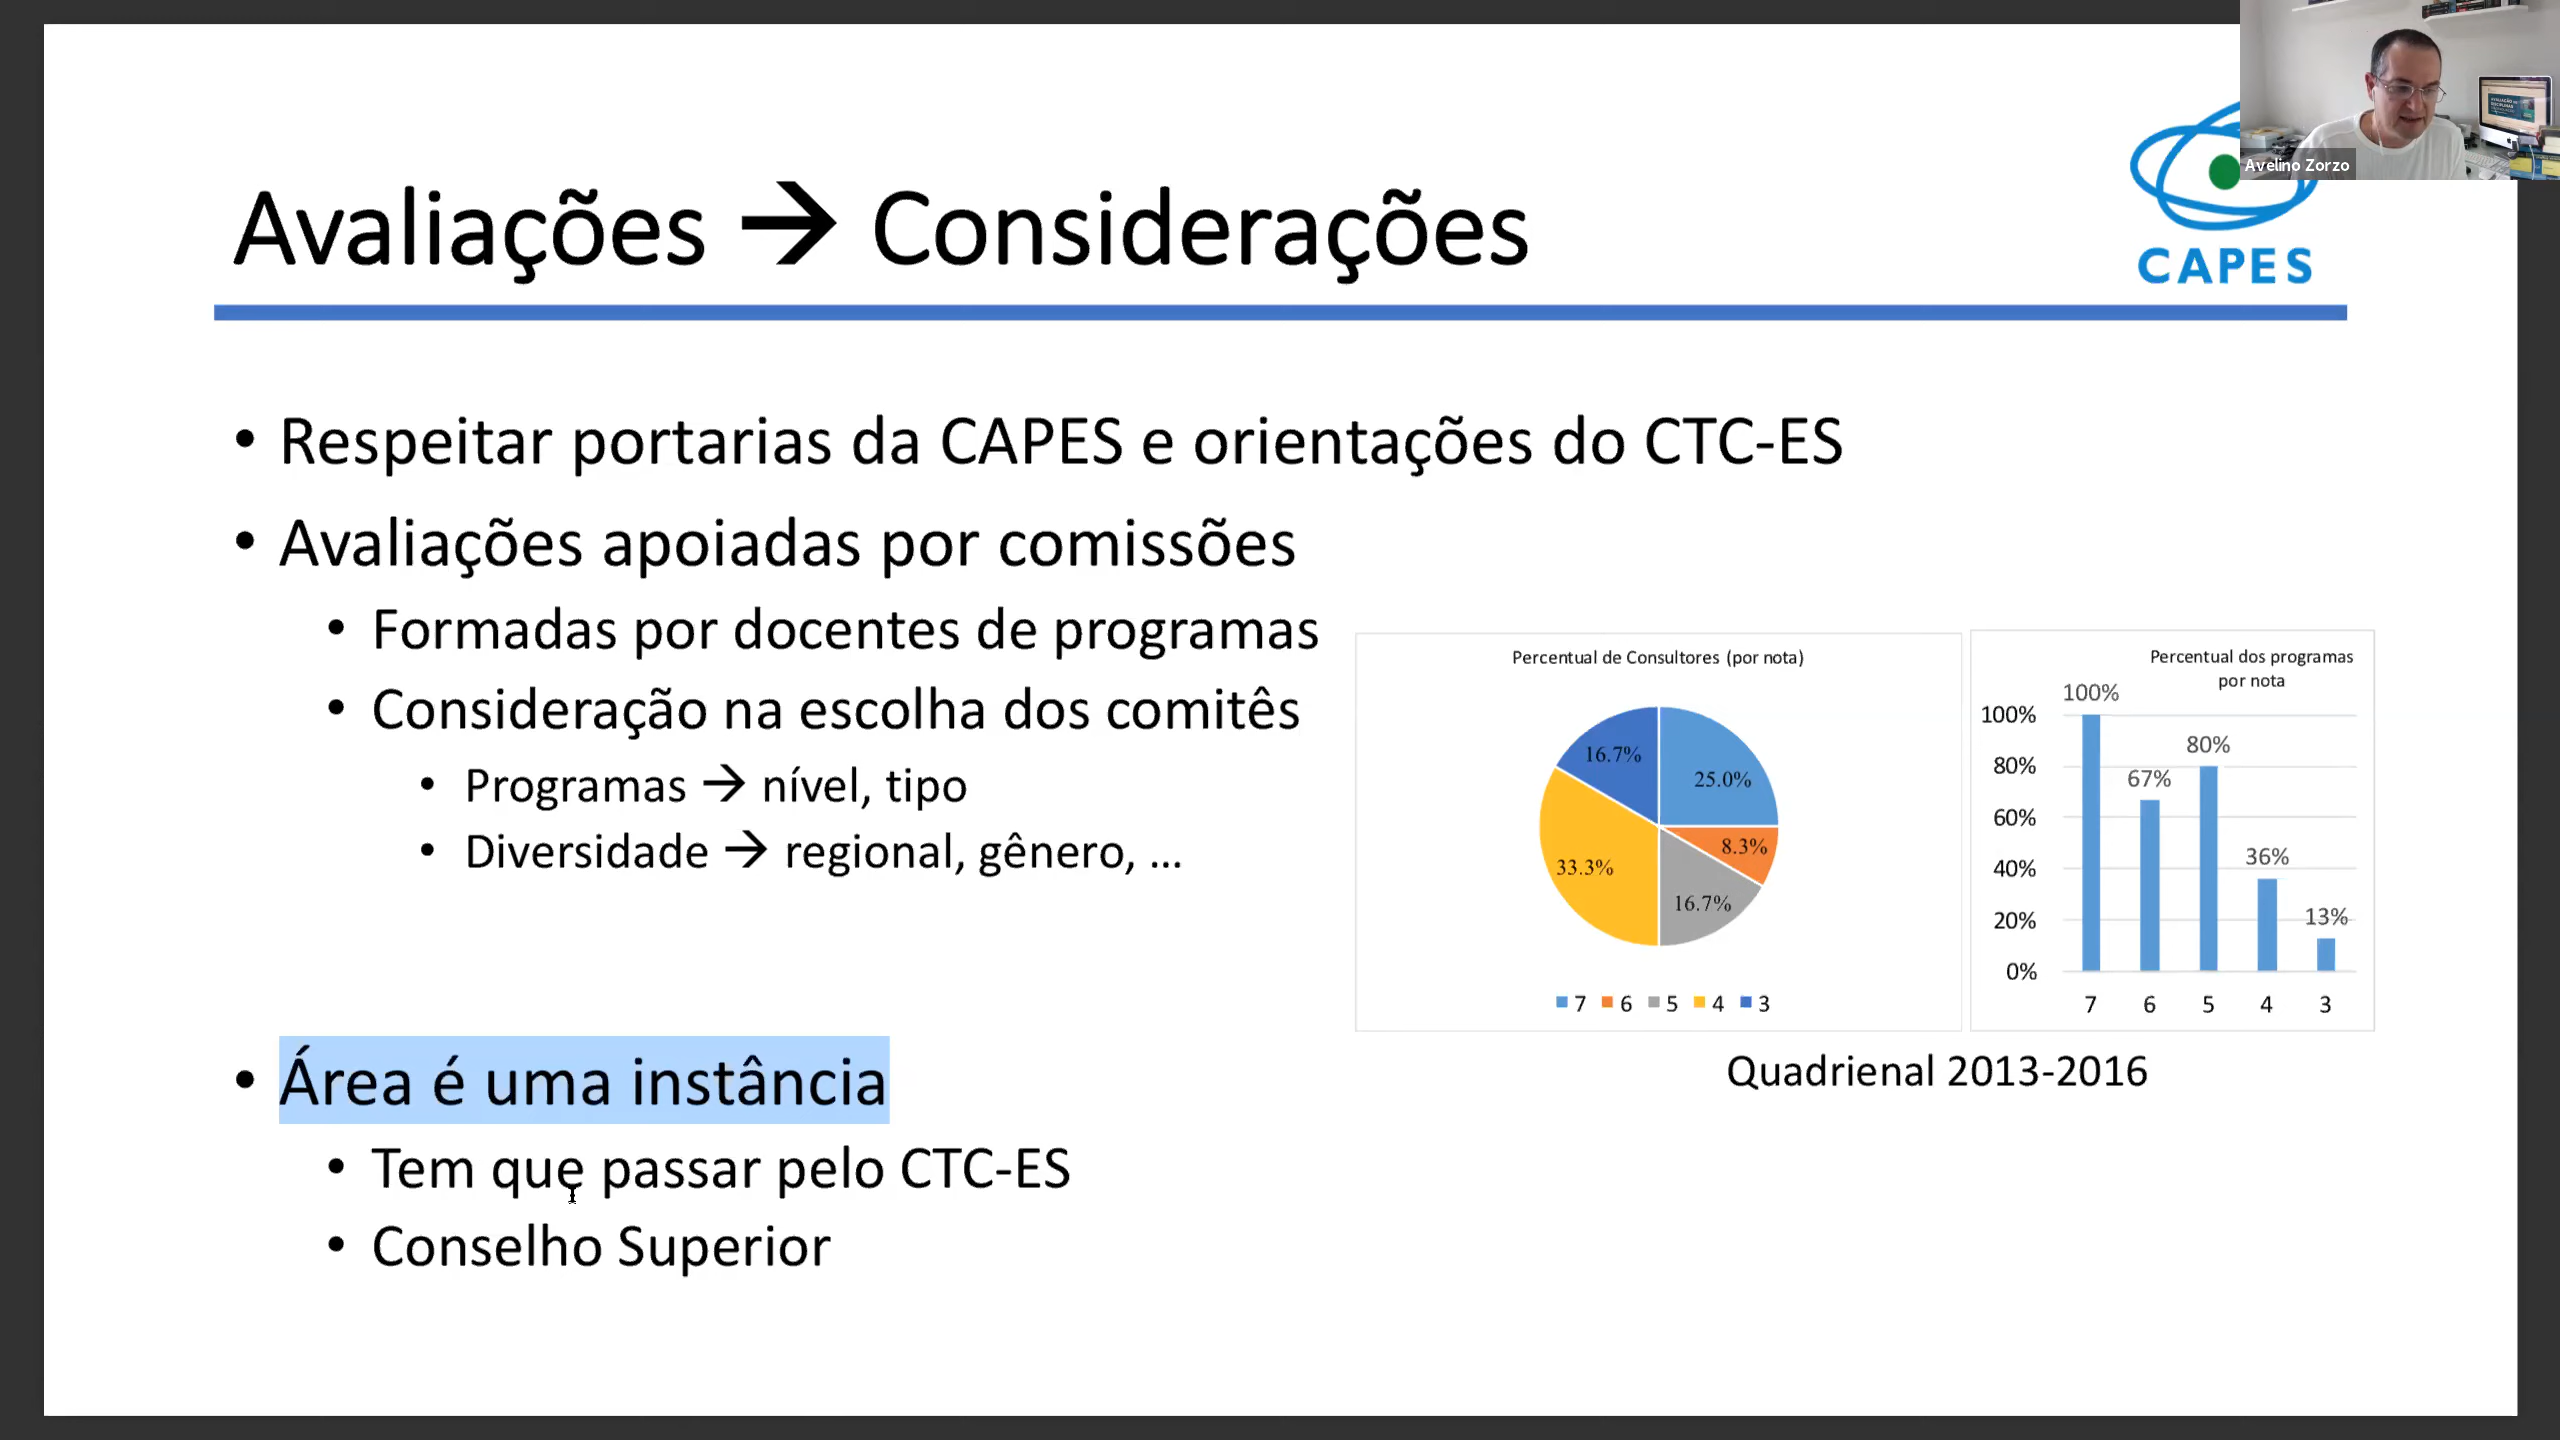 Avelino Zorzo
CAPES
Avaliações → Considerações
• Respeitar portarias da CAPES e orientações do CTC-ES
• Avaliações apoiadas por comissões
• Formadas por docentes de programas
• Consideração na escolha dos comitês
• Programas → nível, tipo
• Diversidade → regional, gênero, ...
Percentual de Consultores (por nota)
16.7%
25.0%
8.3%
33.3%
16.7%
7 6 5 4 3
Percentual dos programas
por nota
100%
100%
80%
80%
67%
60%
36%
40%
13%
20%
0%
7 6 5 4 3
Quadrienal 2013-2016
• Área é uma instância
• Tem que passar pelo CTC-ES
• Conselho Superior